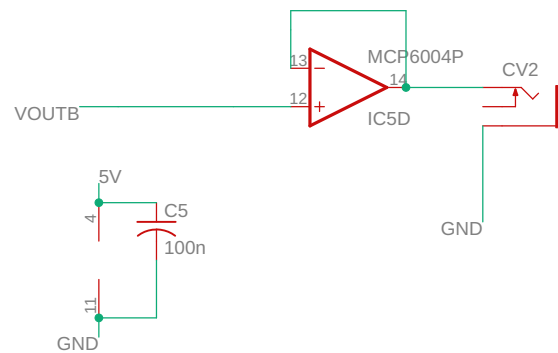 13
MCP6004P
14
CV2
VOUTB
12
IC5D
5V
4
C5
100n
GND
11
GND